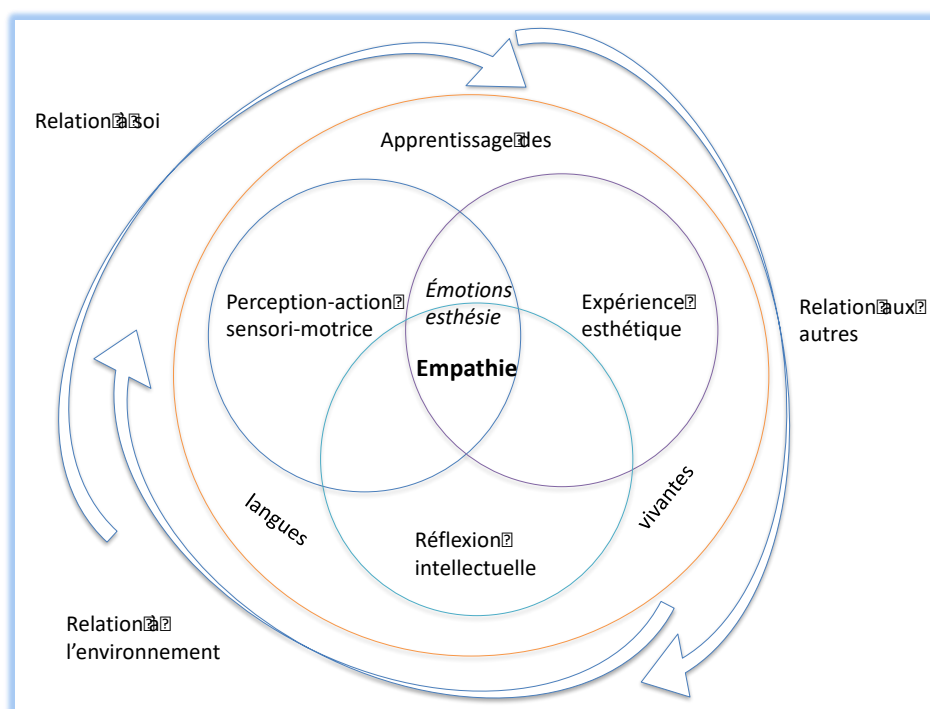 Relation à soi
Apprentissage des
Émotions
esthésie
Perception-action
sensori-motrice
Expérience
esthétique
Relation aux
autres
Empathie
langues
vivantes
Réflexion
intellectuelle
Relation à
l’environnement